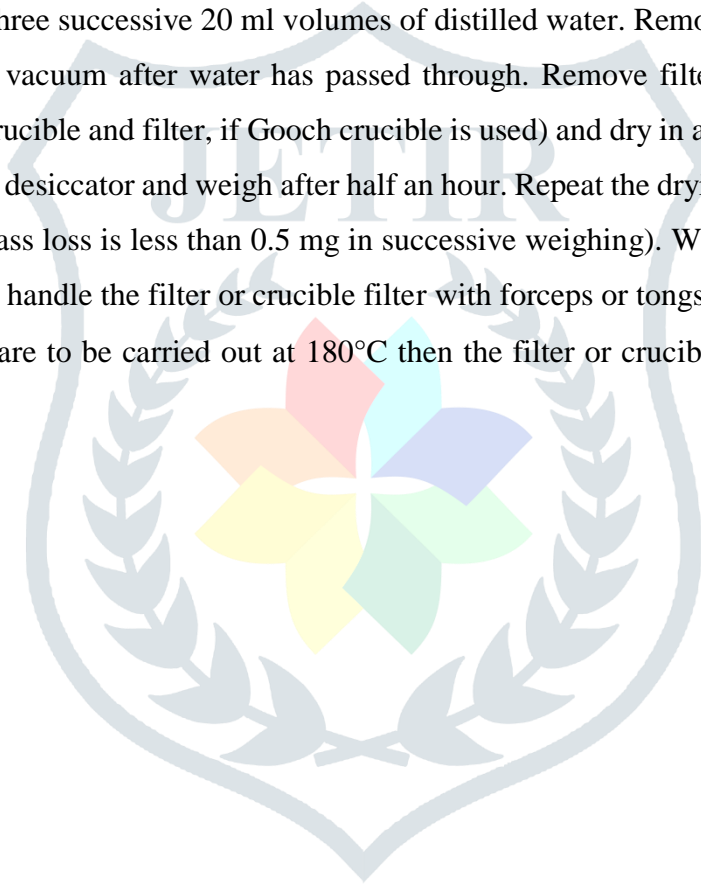 hree successive 20 ml volumes of distilled water. Remo
vacuum after water has passed through. Remove filte
rucible and filter, if Gooch crucible is used) and dry in a
desiccator and weigh after half an hour. Repeat the dry
ass loss is less than 0.5 mg in successive weighing). W
handle the filter or crucible filter with forceps or tongs
are to be carried out at 180°C then the filter or crucib
JETIR